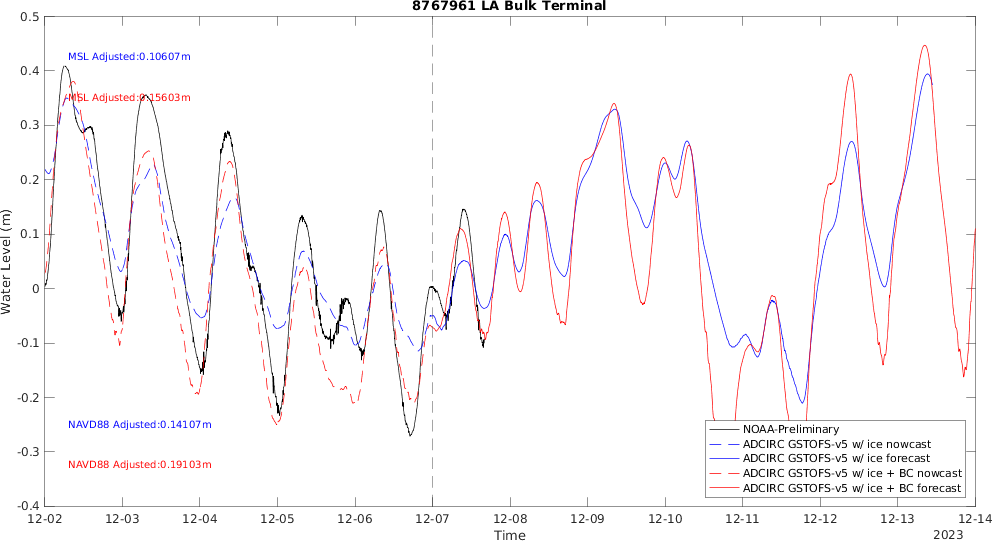 8767961 LA Bulk Terminal
0.5
0.4
0.3
0.2
0.1
0
-0.1
-0.2
-0.3
-0.4
Water Level (m)
MSL Adjusted:0.10607m
MSL Adjusted:0.15603m
NAVD88 Adjusted:0.14107m
NAVD88 Adjusted:0.19103m
NOAA-Preliminary
ADCIRC GSTOFS-v5 w/ ice nowcast
ADCIRC GSTOFS-v5 w/ ice forecast
ADCIRC GSTOFS-v5 w/ ice + BC nowcast
ADCIRC GSTOFS-v5 w/ ice + BC forecast
12-02 12-03 12-04 12-05 12-06 12-07 12-08 12-09 12-10 12-11 12-12 12-13 12-14
Time
2023